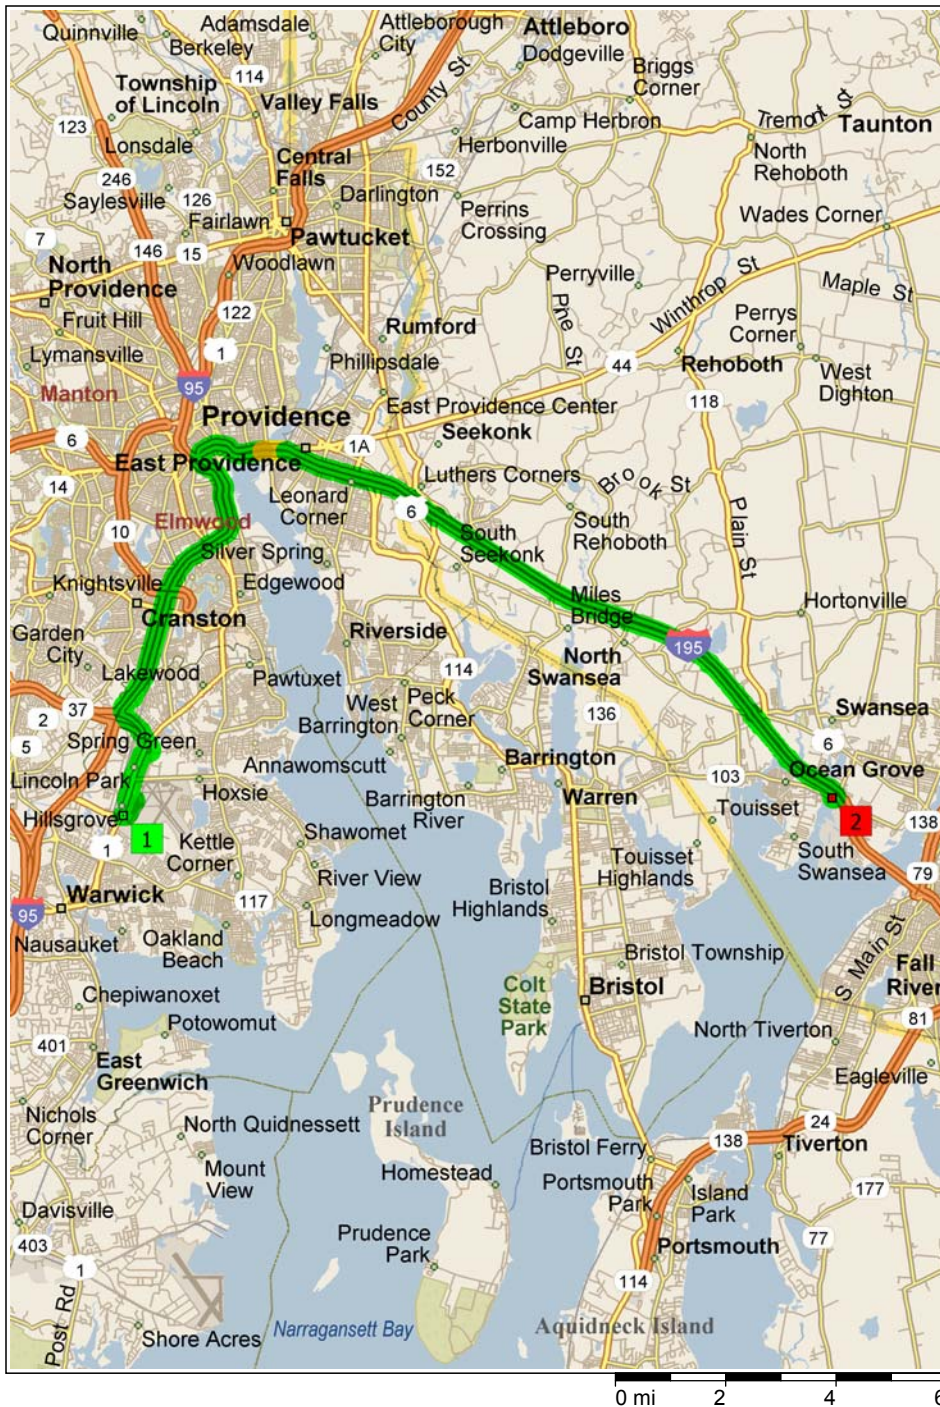 Quinnville
Adamsdale
Berkeley
Attleborough
City
Attleboro
Dodgeville
114
Township
of Lincoln
Valley Falls
County St
Briggs
Corner
Camp Herbron
Tremont St
Taunton
123
Lonsdale
Herbonville
North
Rehoboth
Central
Falls
152
246
Saylesville
126
Darlington
Perrins
Crossing
Wades Corner
7
Fairlawn
Pawtucket
146
15
North
Providence
Woodlawn
Perryville
Winthrop St
Maple St
122
Fruit Hill
Rumford
Pne St
Perrys
Corner
Lymansville
1
Phillipsdale
44
Rehoboth
West
Dighton
Manton
95
East Providence Center
118
Providence
Seekonk
6
1A
East Providence
Luthers Corners
14
Leonard
Corner
Brook St
Elmwood
6
South
Rehoboth
Plain St
10
Silver Spring
South
Seekonk
Knightsville
Edgewood
Miles
Bridge
Hortonville
Cranston
Garden
City
Riverside
195
Lakewood
114
North
Swansea
Pawtuxet
West
Barrington
Peck
Corner
2
37
136
Swansea
5
Spring Green
6
Annawomscutt
Barrington
Lincoln Park
103
Ocean Grove
Hoxsie
Barrington
River
Warren
Touisset
Hillsgrove
1
2
138
1
Kettle
Corner
Shawomet
Touisset
Highlands
South
Swansea
River View
79
Warwick
117
Bristol
Highlands
95
Longmeadow
Nausauket
Oakland
Beach
Bristol Township
S Main St
Fall
River
Colt
State
Park
Bristol
Chepiwanoxet
Potowomut
North Tiverton
81
401
East
Greenwich
Eagleville
Nichols
Corner
Prudence
Island
North Quidnessett
24
138
Tiverton
Bristol Ferry
Mount
View
Homestead
Portsmouth
Park
Island
Park
177
Davisville
403
Prudence
Park
77
Portsmouth
1
114
Post Rd
Shore Acres
Narragansett Bay
Aquidneck Island
0 mi 2 4 6